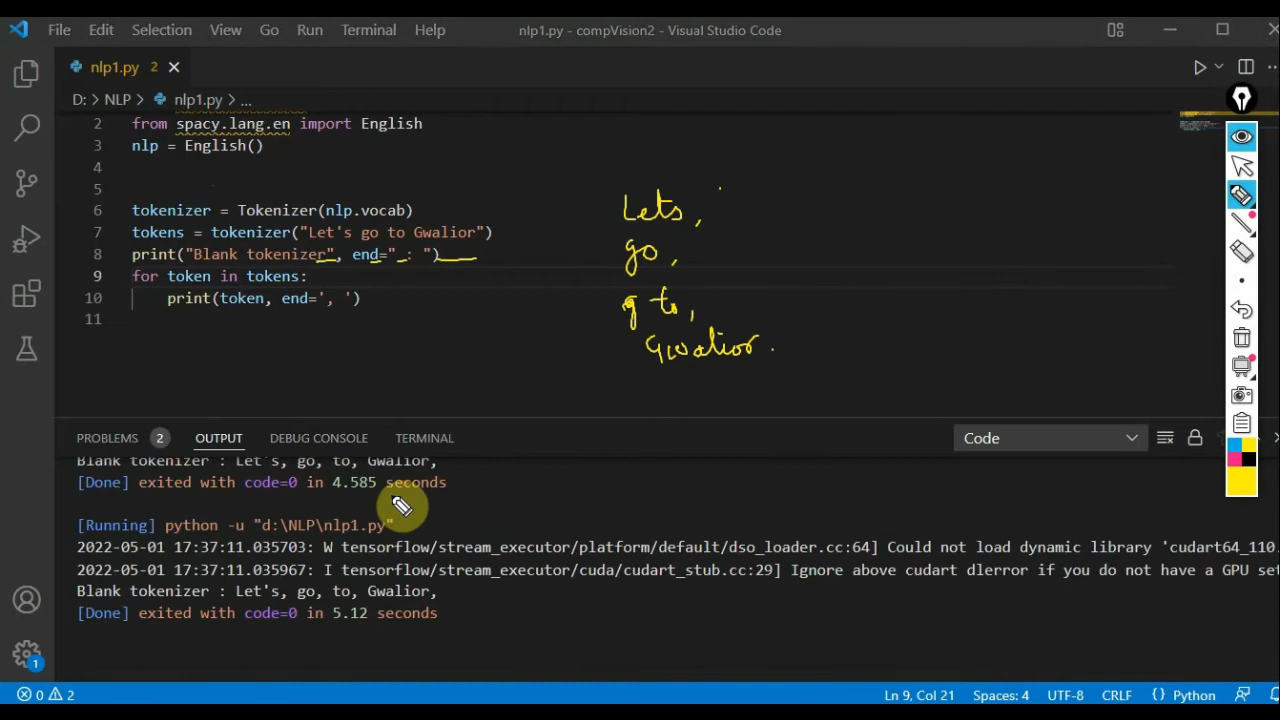 File Edit Selection View Go Run Terminal Help nlp1.py - compVision2 - Visual Studio Code
nlp1.py 2
D: > NLP > nlp1.py > ...
2 from spacy.lang.en import English
3 nlp = English()
4
5
6 tokenizer = Tokenizer(nlp.vocab)
7 tokens = tokenizer("Let's go to Gwalior")
8 print("Blank tokenizer", end=" : ")
9 for token in tokens:
10 print(token, end=', ')
11
Lets,
go,
to,
Gwalior.
PROBLEMS 2 OUTPUT DEBUG CONSOLE TERMINAL Code
Blank tokenizer : Let's, go, to, Gwalior,
[Done] exited with code=0 in 4.585 seconds
[Running] python -u "d:\NLP\nlp1.py"
2022-05-01 17:37:11.035703: W tensorflow/stream_executor/platform/default/dso_loader.cc:64] Could not load dynamic library 'cudart64_110.
2022-05-01 17:37:11.035967: I tensorflow/stream_executor/cuda/cudart_stub.cc:29] Ignore above cudart dlerror if you do not have a GPU set
Blank tokenizer : Let's, go, to, Gwalior,
[Done] exited with code=0 in 5.12 seconds
1
0 2 Ln 9, Col 21 Spaces: 4 UTF-8 CRLF Python